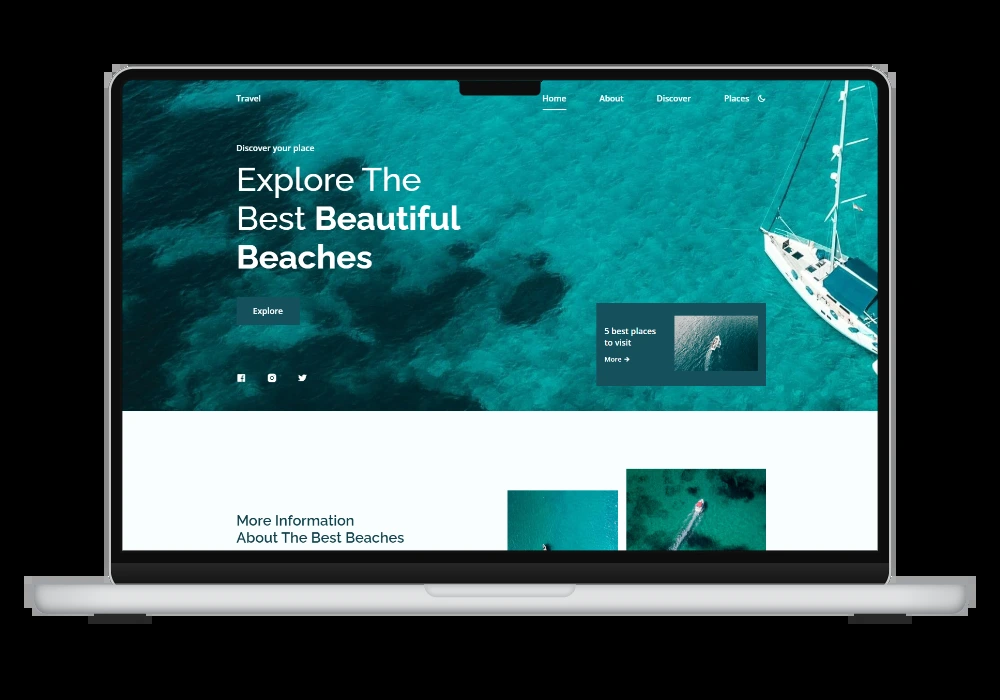 Travel
Home
About
Discover
Places
Discover your place
Explore The
Best Beautiful
Beaches
Explore
5 best places
to visit
More →
More Information
About The Best Beaches